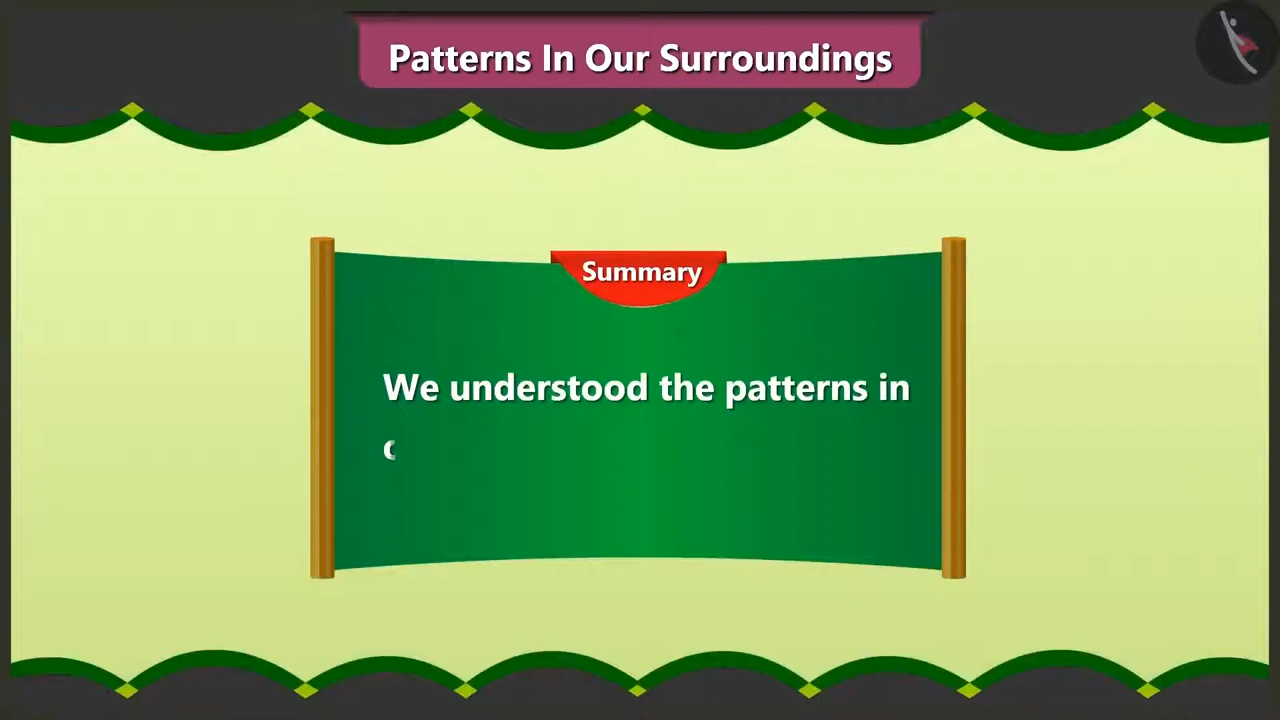 Patterns In Our Surroundings
Summary
We understood the patterns in